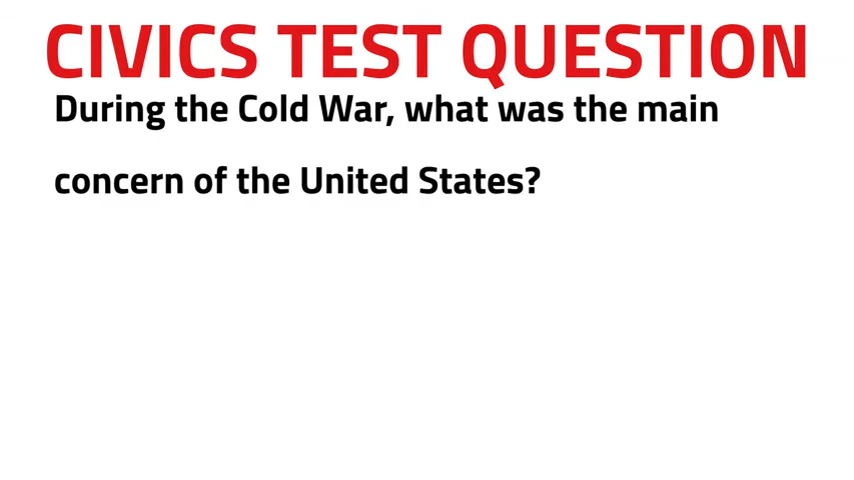 CIVICS TEST QUESTION
During the Cold War, what was the main
concern of the United States?